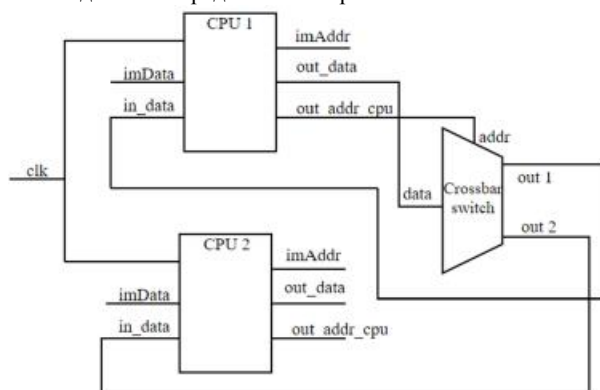 CPU 1
imAddr
out_data
imData
in_data
out_addr_cpu
addr
clk
out 1
data
Crossbar
switch
out 2
CPU 2
imAddr
out_data
imData
in_data
out_addr_cpu